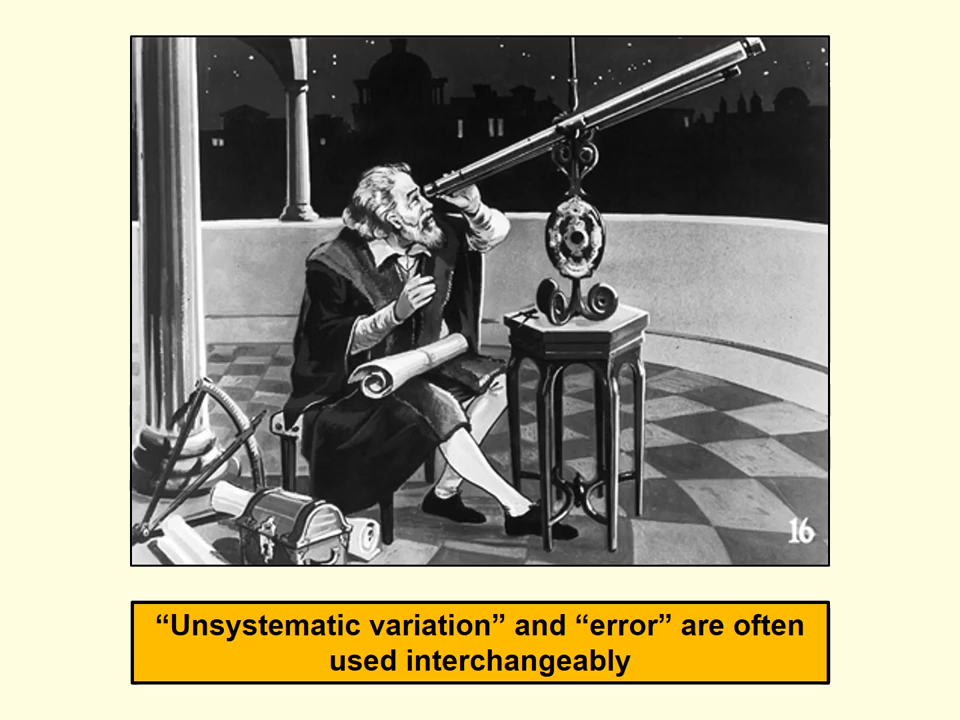 16
“Unsystematic variation” and “error” are often
used interchangeably